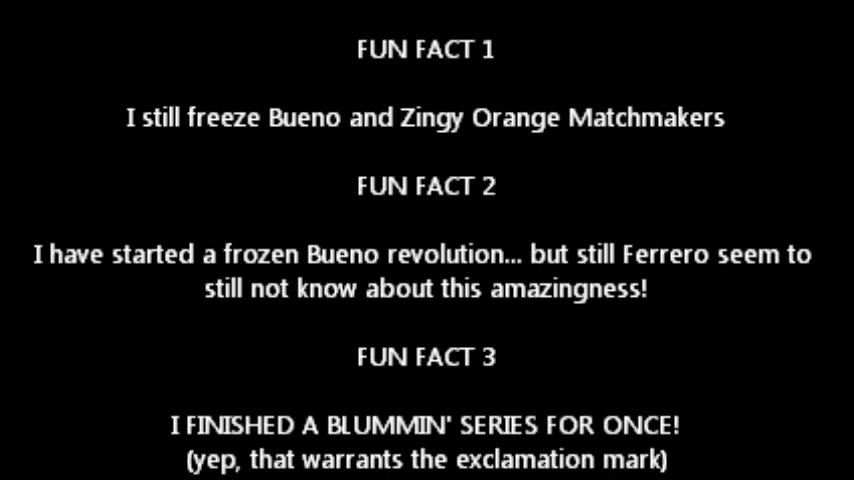 FUN FACT 1
I still freeze Bueno and Zingy Orange Matchmakers
FUN FACT 2
I have started a frozen Bueno revolution... but still Ferrero seem to
still not know about this amazingness!
FUN FACT 3
I FINISHED A BLUMMIN' SERIES FOR ONCE!
(yep, that warrants the exclamation mark)